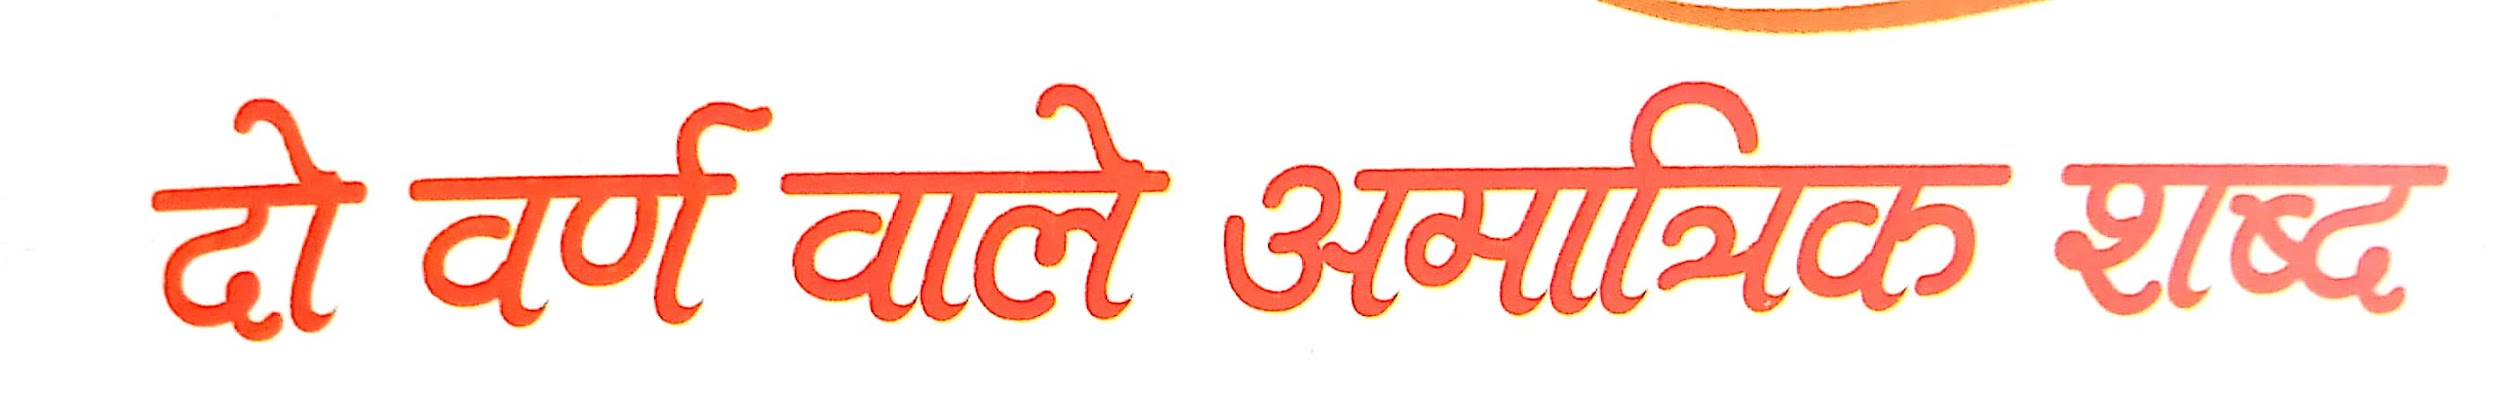 दो वर्ण वाले अमात्रिक शब्द